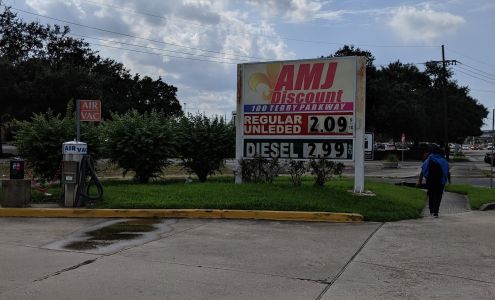 AMJ
Discount
100 TERRY PARKWAY
REGULAR
UNLEDED 2.09
DIESEL 2.99
AIR
VAC
AIR VAC